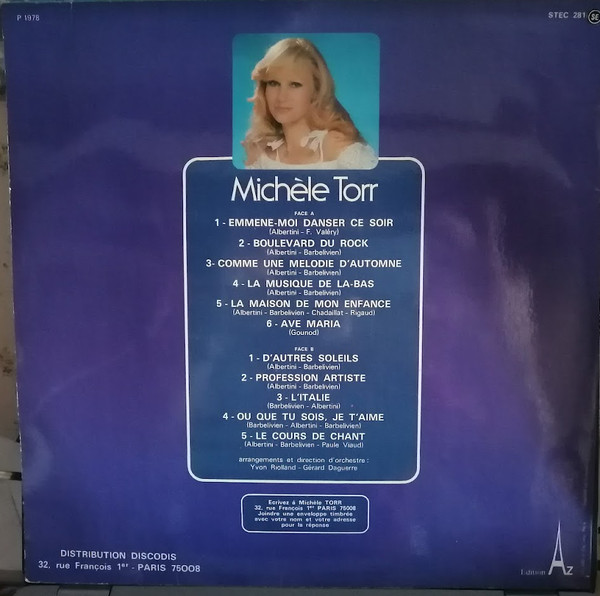 P 1978
STEC 281
SE
Michèle Torr
FACE A
1 - EMMENE-MOI DANSER CE SOIR
(Albertini - F. Valéry)
2 - BOULEVARD DU ROCK
(Albertini - Barbelivien)
3- COMME UNE MELODIE D'AUTOMNE
(Albertini - Barbelivien)
4 - LA MUSIQUE DE LA-BAS
(Albertini - Barbelivien)
5 - LA MAISON DE MON ENFANCE
(Albertini - Barbelivien - Chadaillat - Rigaud)
6 - AVE MARIA
(Gounod)
FACE B
1 - D'AUTRES SOLEILS
(Albertini - Barbelivien)
2 - PROFESSION ARTISTE
(Albertini - Barbelivien)
3 - L'ITALIE
(Barbelivien - Albertini)
4 - OU QUE TU SOIS, JE T'AIME
(Barbelivien - Albertini - Barbelivien)
5 - LE COURS DE CHANT
(Albertini - Barbelivien - Paule Viaud)
arrangements et direction d'orchestre :
Yvon Riolland - Gérard Daguerre
Ecrivez à Michèle TORR
32, rue François 1er PARIS 75008
Joindre une enveloppe timbrée
avec votre nom et votre adresse
pour la réponse
DISTRIBUTION DISCODIS
32, rue François 1er - PARIS 75008
Edition AZ